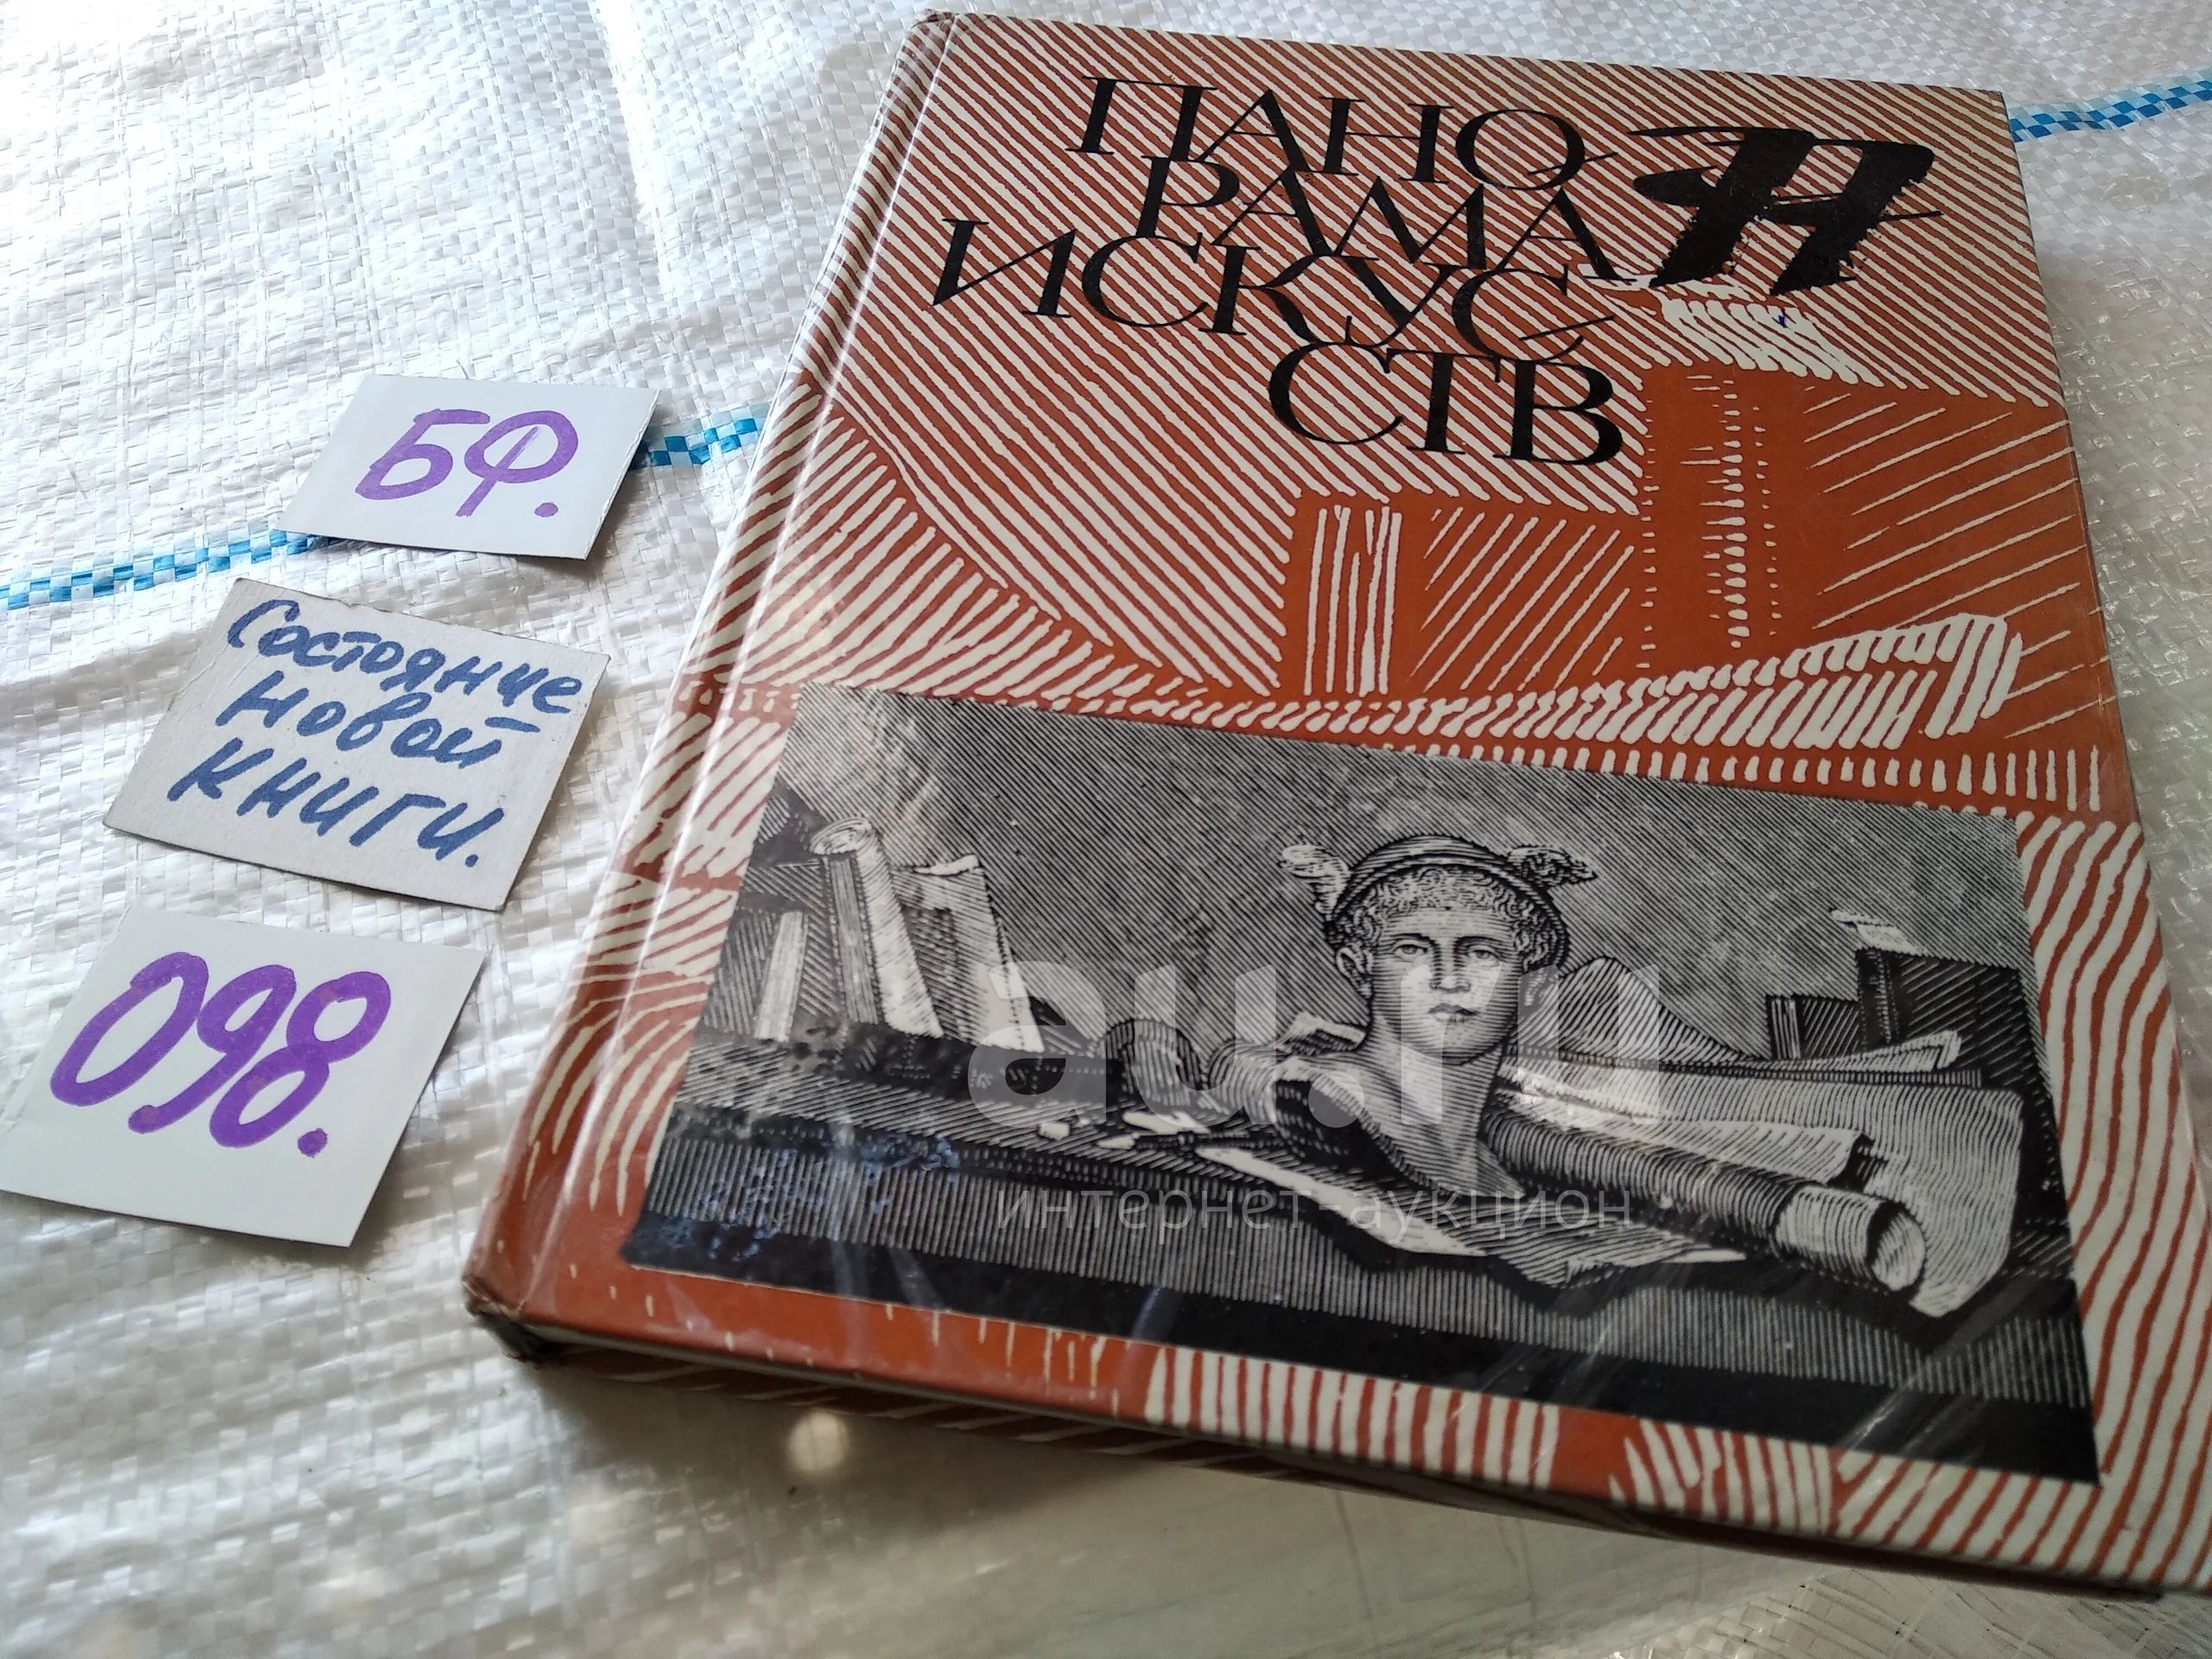 ПАНО-
РАМА
ИСКУС
СТВ
11
БФ.
Состояние
новой
книги.
098.
au.ru
интернет аукцион